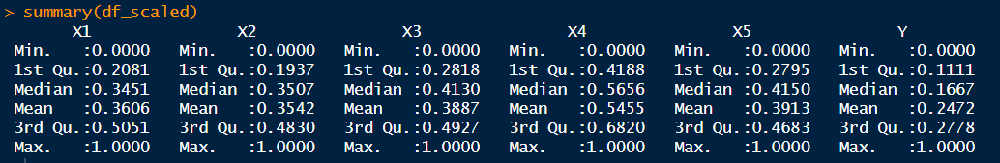 > summary(df_scaled)
X1 X2 X3 X4 X5 Y
Min. :0.0000 Min. :0.0000 Min. :0.0000 Min. :0.0000 Min. :0.0000 Min. :0.0000
1st Qu.:0.2081 1st Qu.:0.1937 1st Qu.:0.2818 1st Qu.:0.4188 1st Qu.:0.2795 1st Qu.:0.1111
Median :0.3451 Median :0.3507 Median :0.4130 Median :0.5656 Median :0.4150 Median :0.1667
Mean :0.3606 Mean :0.3542 Mean :0.3887 Mean :0.5455 Mean :0.3913 Mean :0.2472
3rd Qu.:0.5051 3rd Qu.:0.4830 3rd Qu.:0.4927 3rd Qu.:0.6820 3rd Qu.:0.4683 3rd Qu.:0.2778
Max. :1.0000 Max. :1.0000 Max. :1.0000 Max. :1.0000 Max. :1.0000 Max. :1.0000